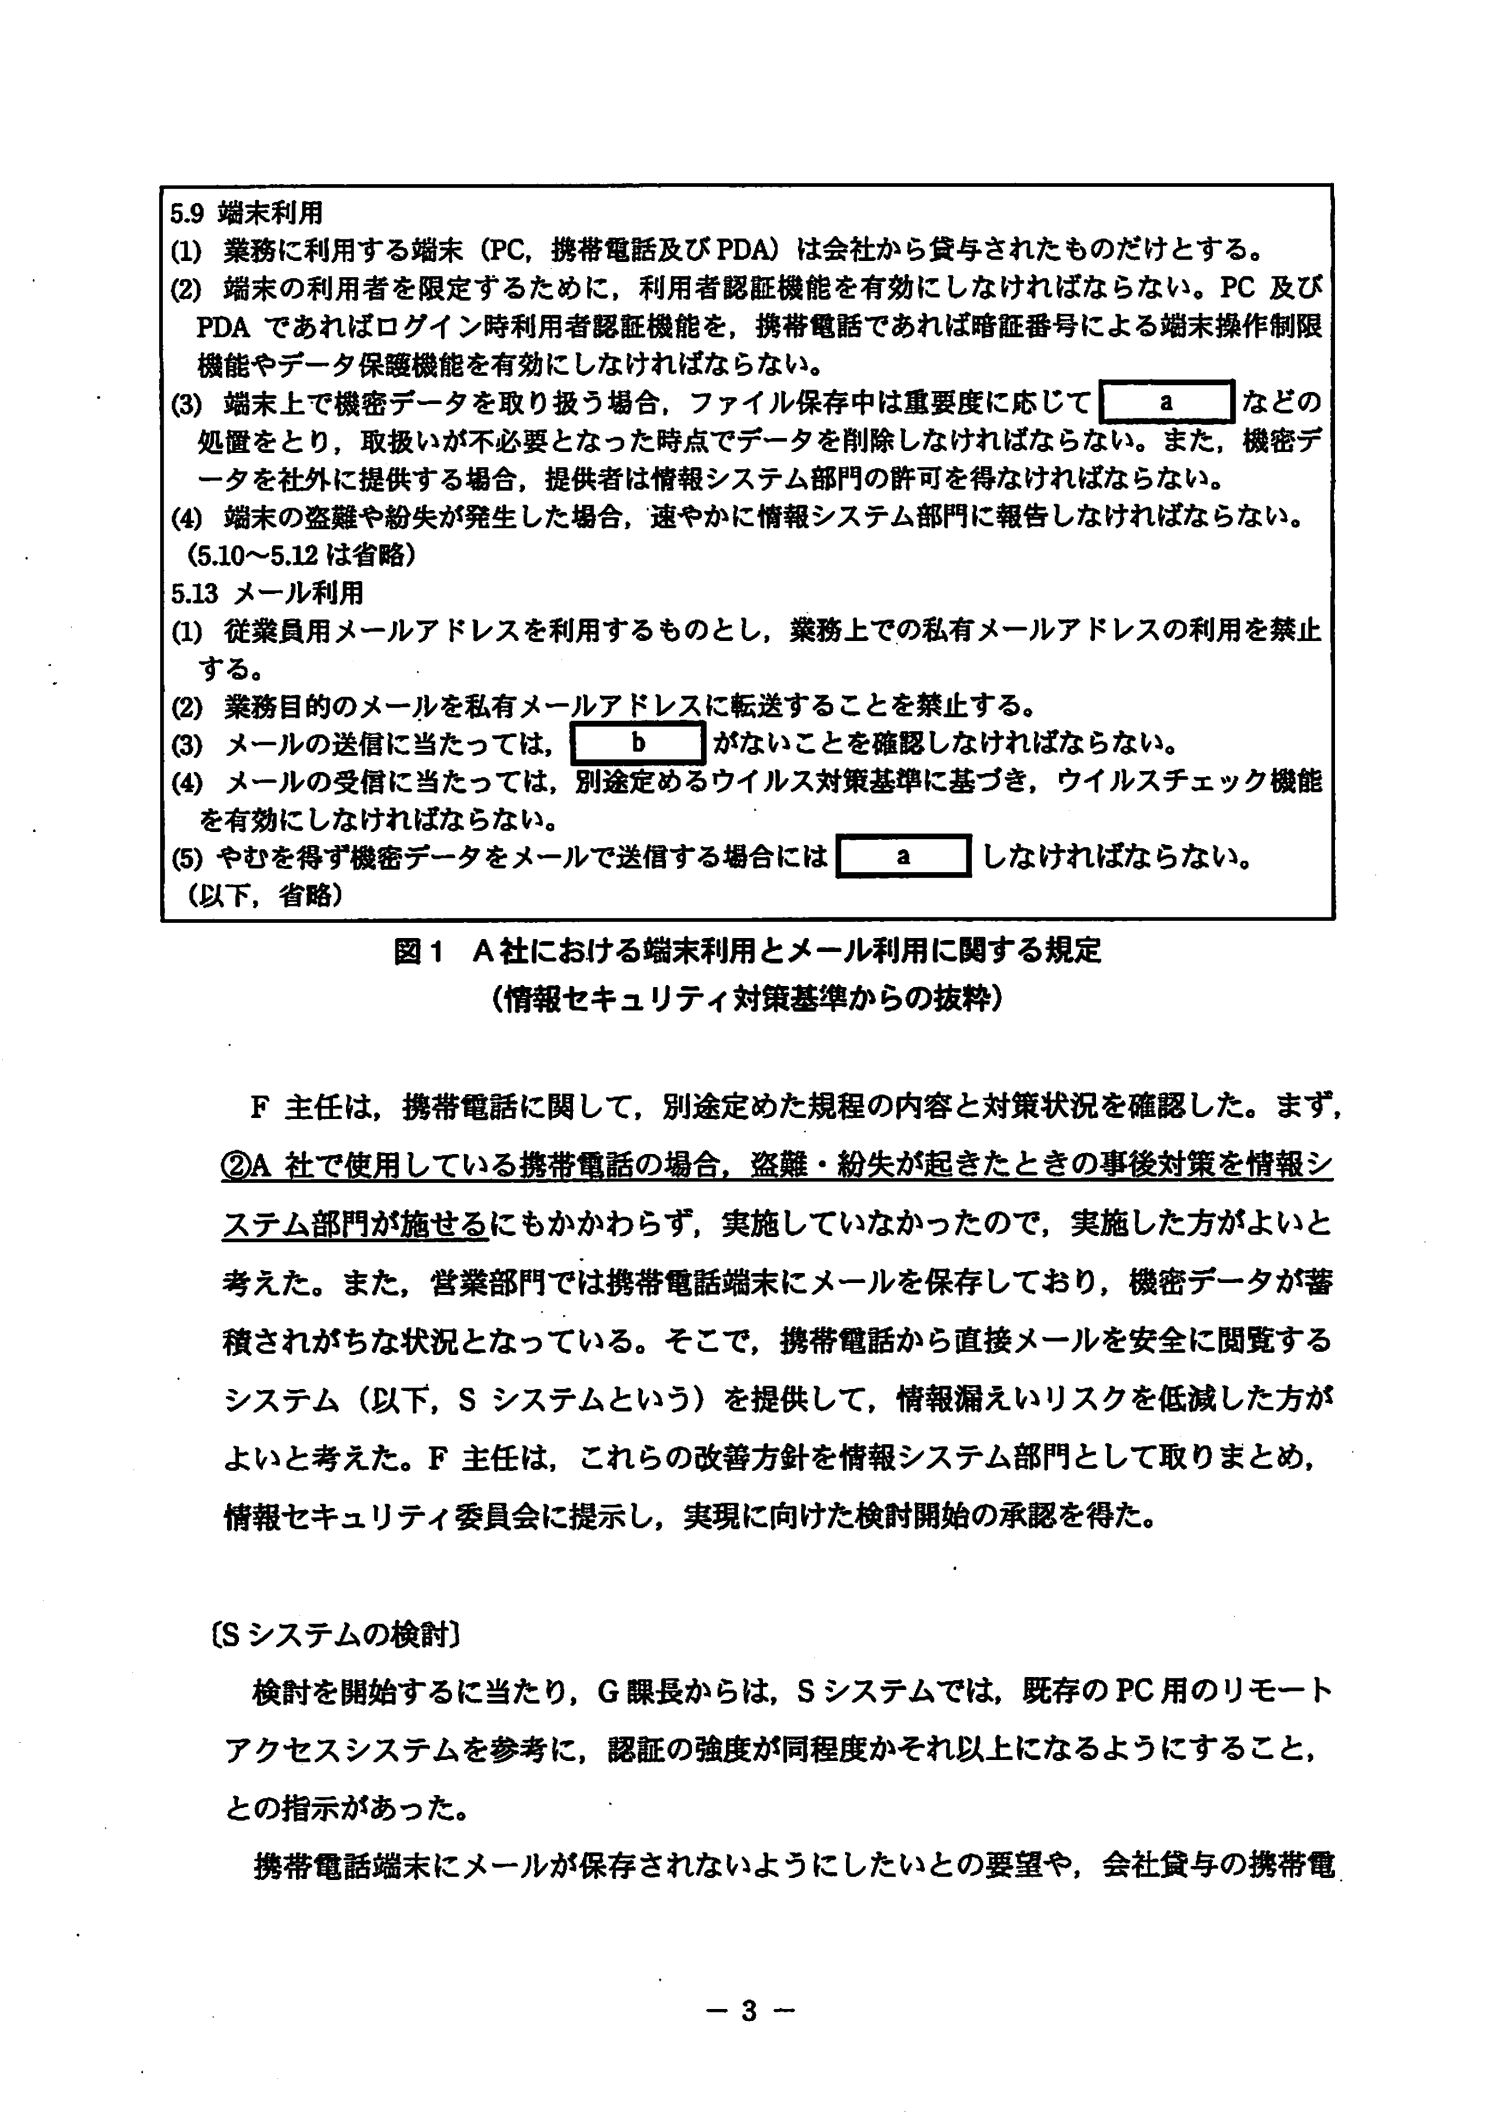 5.9 端末利用
(1) 業務に利用する端末（PC，携帯電話及び PDA）は会社から貸与されたものだけとする。
(2) 端末の利用者を限定するために，利用者認証機能を有効にしなければならない。PC 及び
PDA であればログイン時利用者認証機能を，携帯電話であれば暗証番号による端末操作制限
機能やデータ保護機能を有効にしなければならない。
(3) 端末上で機密データを取り扱う場合，ファイル保存中は重要度に応じて a などの
処置をとり，取扱いが不必要となった時点でデータを削除しなければならない。また，機密デ
ータを社外に提供する場合，提供者は情報システム部門の許可を得なければならない。
(4) 端末の盗難や紛失が発生した場合，速やかに情報システム部門に報告しなければならない。
（5.10～5.12 は省略）
5.13 メール利用
(1) 従業員用メールアドレスを利用するものとし，業務上での私有メールアドレスの利用を禁止
する。
(2) 業務目的のメールを私有メールアドレスに転送することを禁止する。
(3) メールの送信に当たっては， b がないことを確認しなければならない。
(4) メールの受信に当たっては，別途定めるウイルス対策基準に基づき，ウイルスチェック機能
を有効にしなければならない。
(5) やむを得ず機密データをメールで送信する場合には a しなければならない。
（以下，省略）
図1 A社における端末利用とメール利用に関する規定
（情報セキュリティ対策基準からの抜粋）
F 主任は，携帯電話に関して，別途定めた規程の内容と対策状況を確認した。まず，
②A 社で使用している携帯電話の場合，盗難・紛失が起きたときの事後対策を情報シ
ステム部門が施せるにもかかわらず，実施していなかったので，実施した方がよいと
考えた。また，営業部門では携帯電話端末にメールを保存しており，機密データが蓄
積されがちな状況となっている。そこで，携帯電話から直接メールを安全に閲覧する
システム（以下，S システムという）を提供して，情報漏えいリスクを低減した方が
よいと考えた。F 主任は，これらの改善方針を情報システム部門として取りまとめ，
情報セキュリティ委員会に提示し，実現に向けた検討開始の承認を得た。
〔S システムの検討〕
検討を開始するに当たり，G 課長からは，S システムでは，既存の PC 用のリモート
アクセスシステムを参考に，認証の強度が同程度かそれ以上になるようにすること，
との指示があった。
携帯電話端末にメールが保存されないようにしたいとの要望や，会社貸与の携帯電
－ 3 －